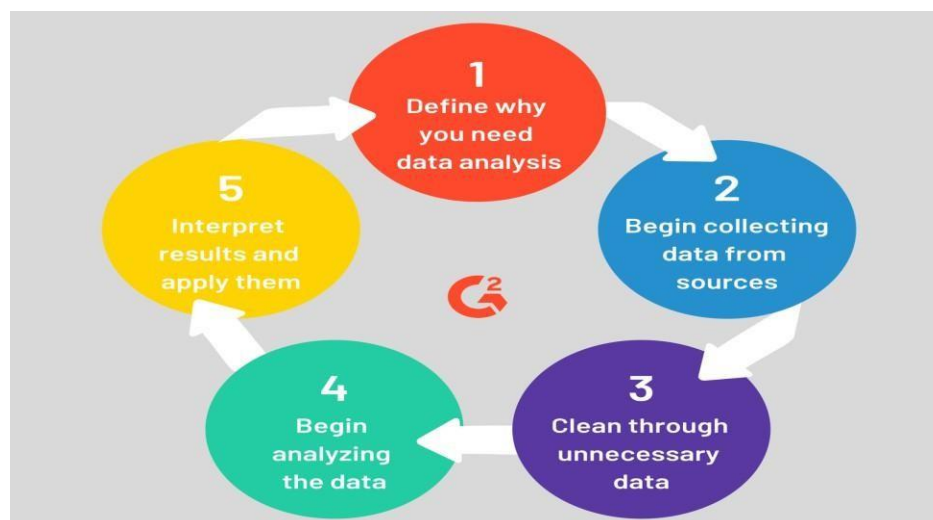 1
Define why
you need
data analysis
2
Begin collecting
data from
sources
3
Clean through
unnecessary
data
4
Begin
analyzing
the data
5
Interpret
results and
apply them
G2